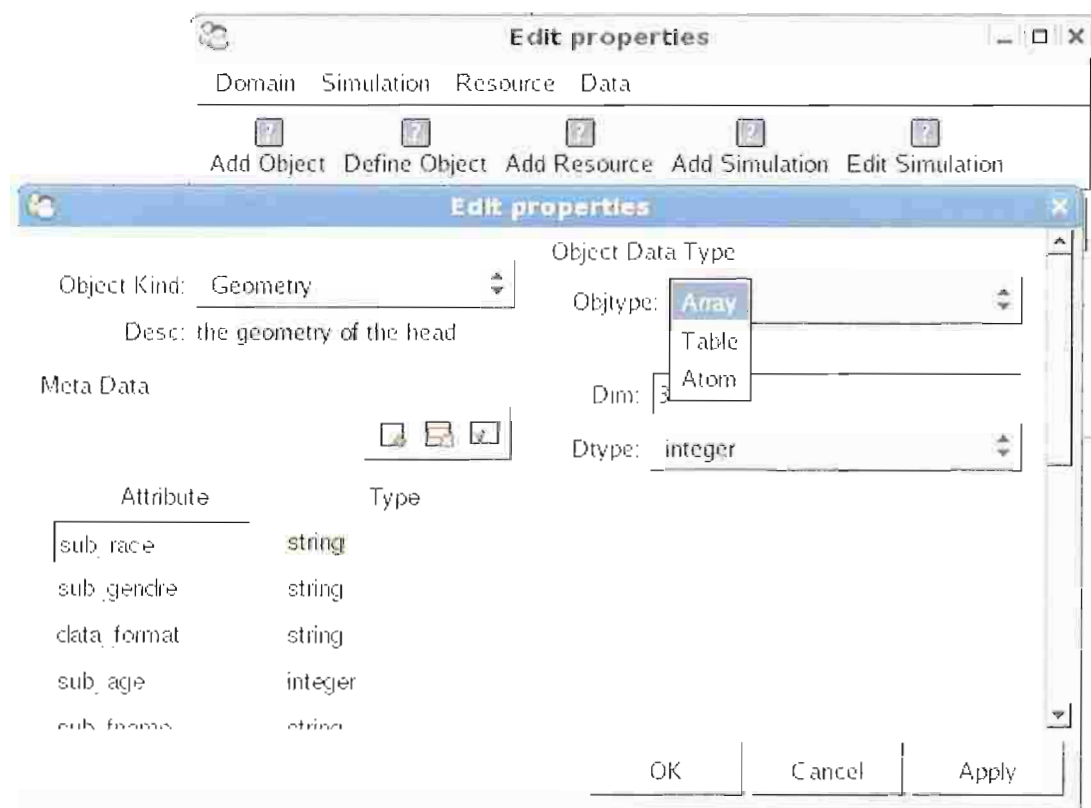 Edit properties
Domain Simulation Resource Data
Add Object Define Object Add Resource Add Simulation Edit Simulation
Edit properties
Object Kind: Geometry
Desc: the geometry of the head
Object Data Type
Objtype: Array
Table
Atom
Dim: 3
Dtype: integer
Meta Data
Attribute Type
sub_race string
sub_gendre string
data_format string
sub_age integer
sub_fname string
OK Cancel Apply